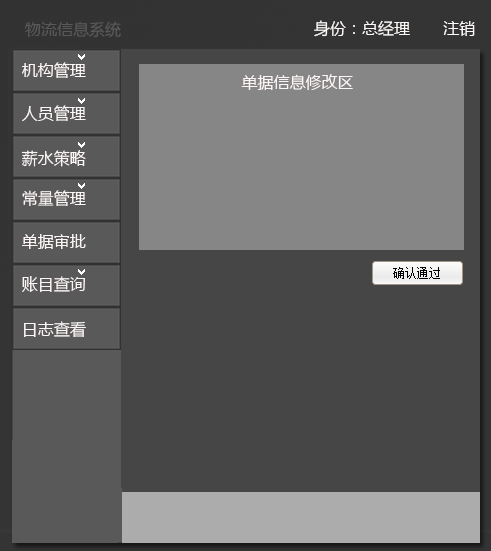 物流信息系统
身份：总经理 注销
机构管理
人员管理
薪水策略
常量管理
单据审批
账目查询
日志查看
单据信息修改区
确认通过